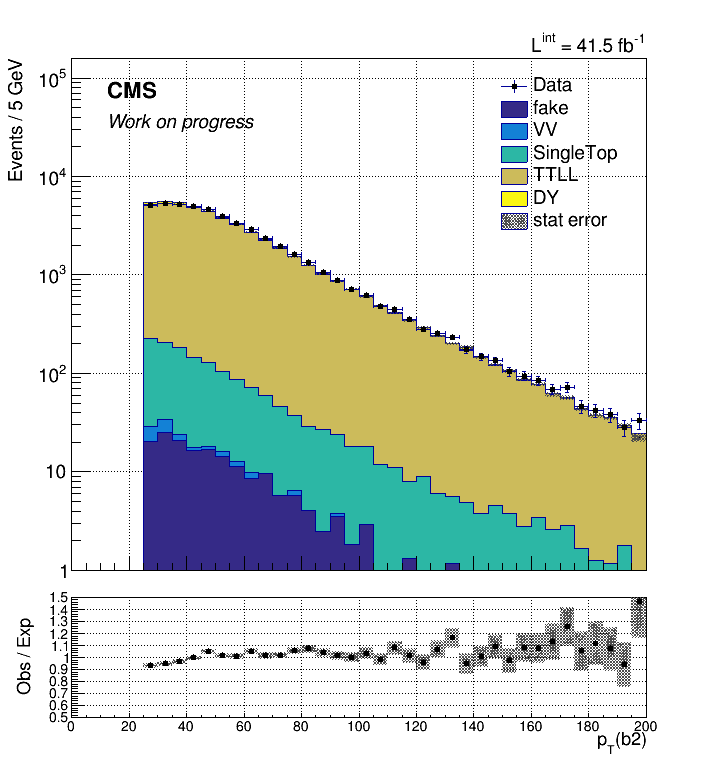 L^int = 41.5 fb^-1
Events / 5 GeV
10^5
10^4
10^3
10^2
10
1
CMS
Work on progress
Data
fake
VV
SingleTop
TTLL
DY
stat error
Obs / Exp
1.5
1.4
1.3
1.2
1.1
1
0.9
0.8
0.7
0.6
0.5
0 20 40 60 80 100 120 140 160 180 200
p_T(b2)